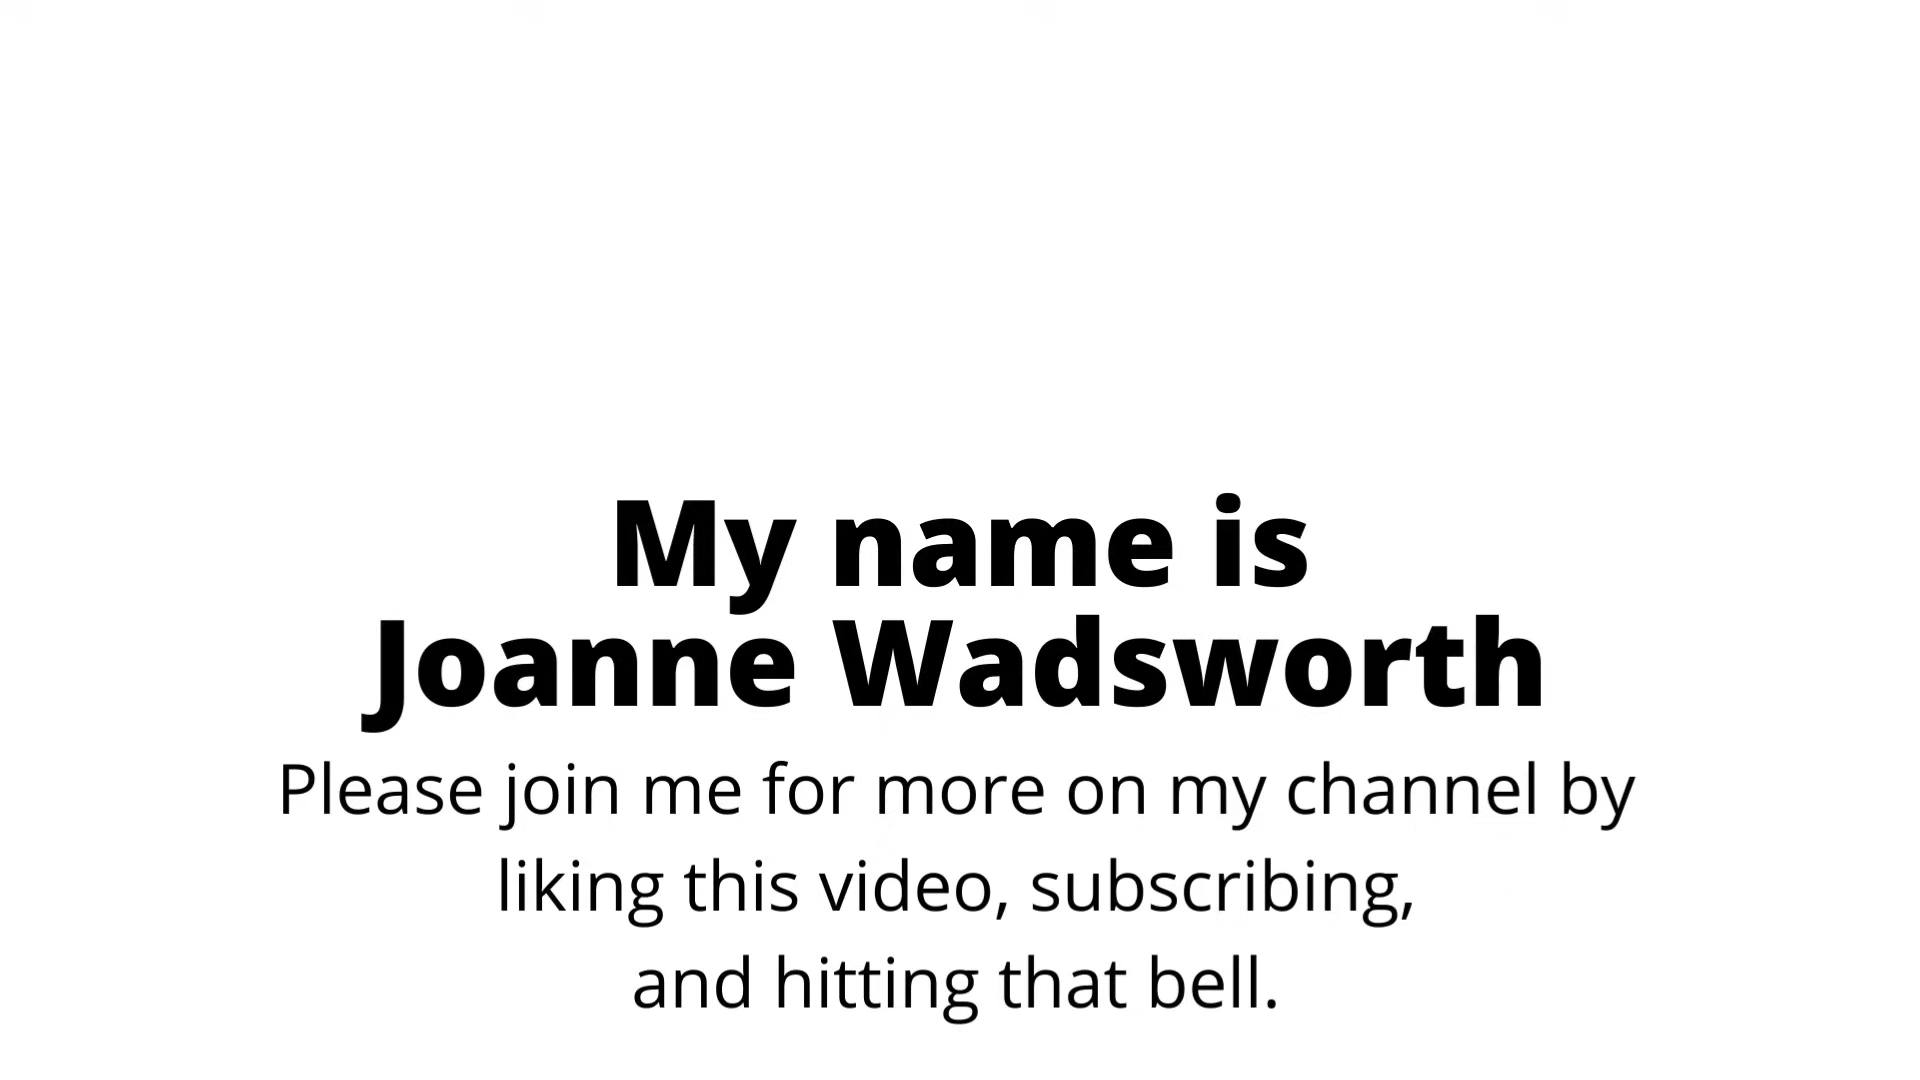 My name is
Joanne Wadsworth
Please join me for more on my channel by
liking this video, subscribing,
and hitting that bell.